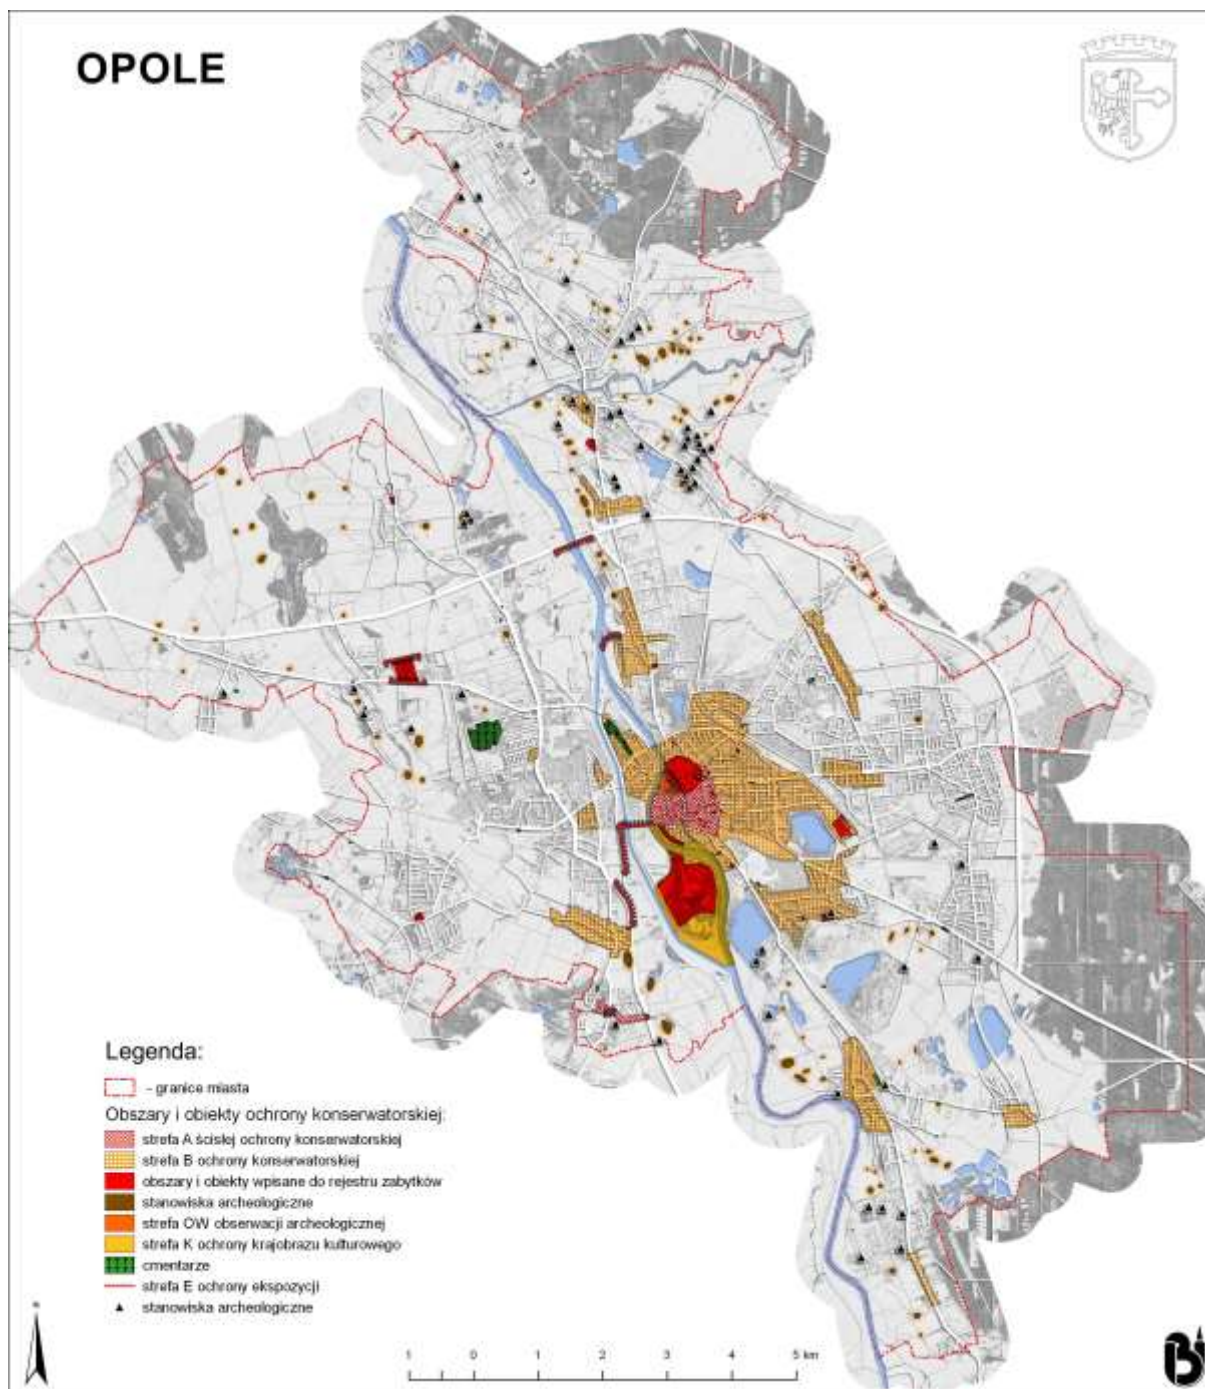 OPOLE
Legenda:
- granice miasta
Obszary i obiekty ochrony konserwatorskiej:
strefa A ścisłej ochrony konserwatorskiej
strefa B ochrony konserwatorskiej
obszary i obiekty wpisane do rejestru zabytków
stanowiska archeologiczne
strefa OW obserwacji archeologicznej
strefa K ochrony krajobrazu kulturowego
cmentarze
strefa E ochrony ekspozycji
stanowiska archeologiczne
1 0 1 2 3 4 5 km